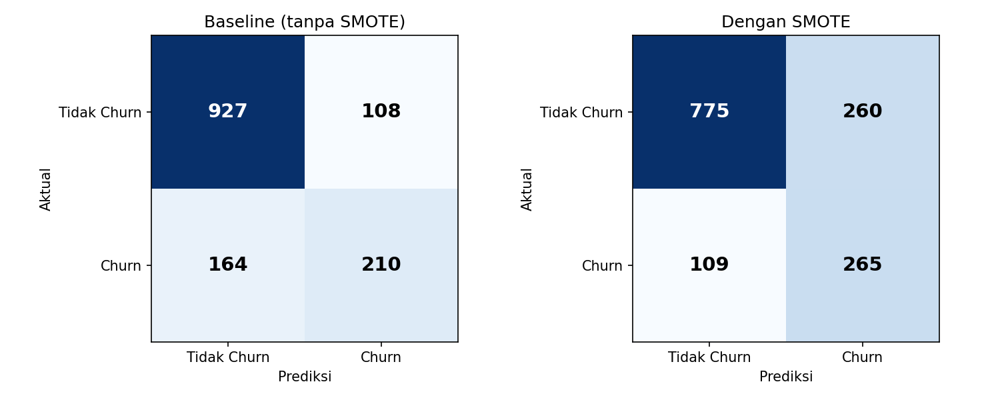 Baseline (tanpa SMOTE)
Aktual
Tidak Churn
927
108
Churn
164
210
Tidak Churn
Churn
Prediksi
Dengan SMOTE
Aktual
Tidak Churn
775
260
Churn
109
265
Tidak Churn
Churn
Prediksi